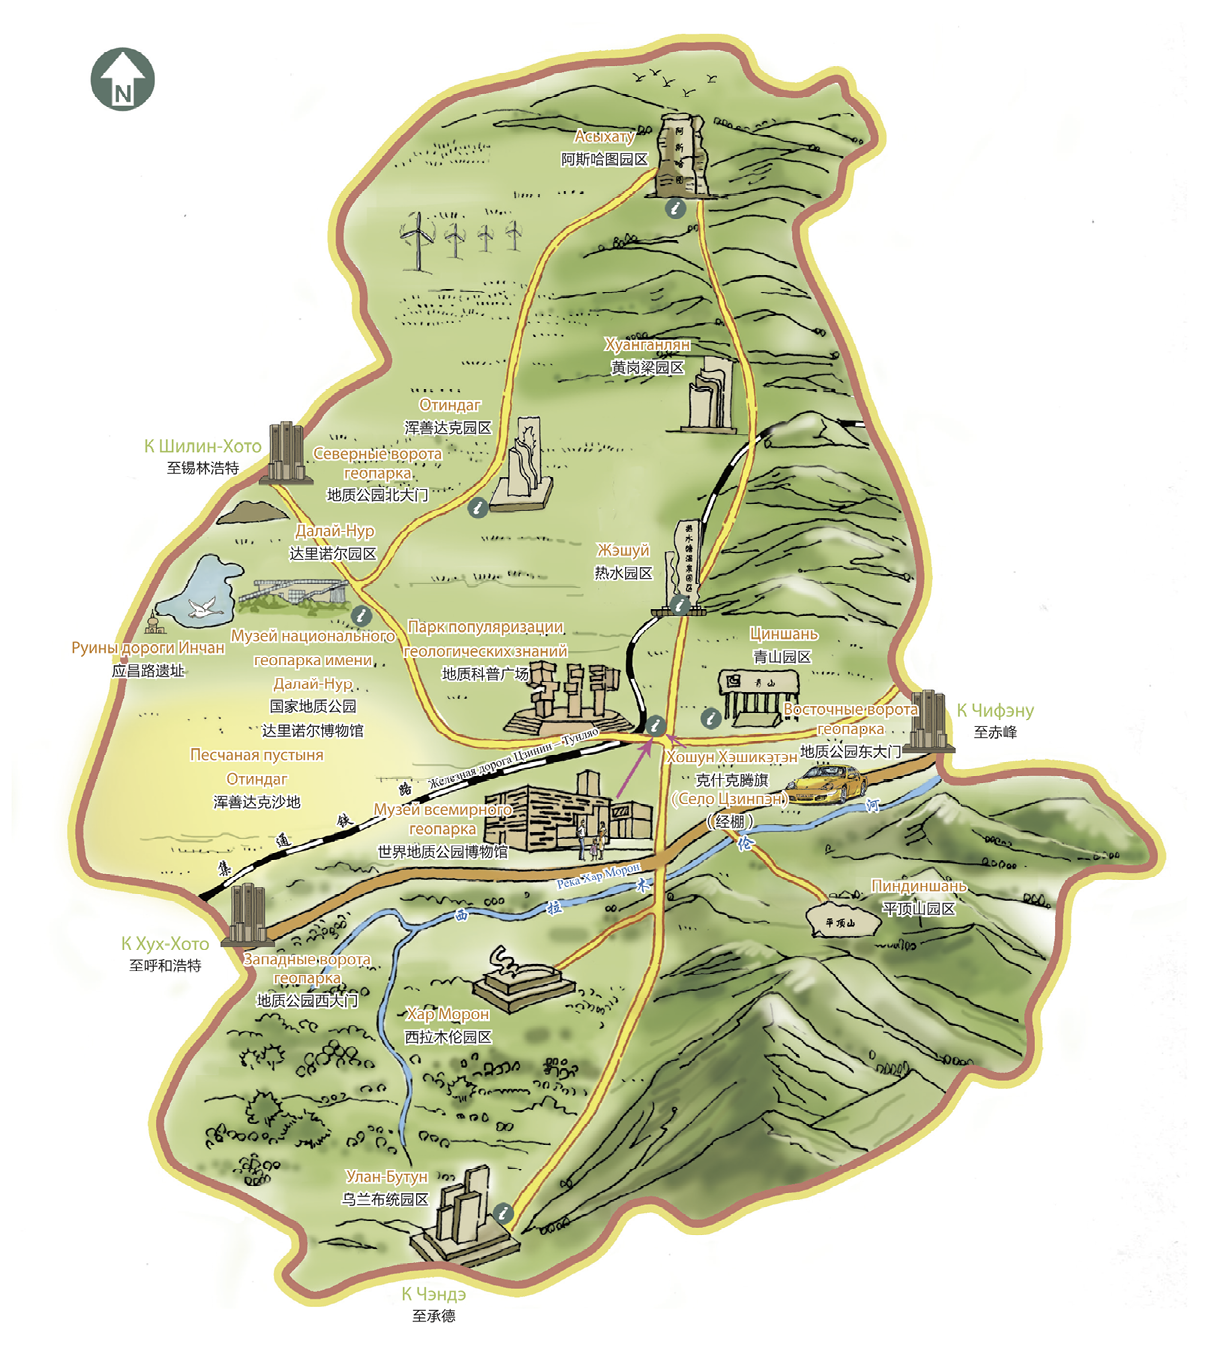 N
Асыхату
阿斯哈图园区
阿斯哈图
Хуанганлян
黄岗梁园区
Отиндаг
浑善达克园区
К Шилин-Хото
至锡林浩特
Северные ворота
геопарка
地质公园北大门
Далай-Нур
达里诺尔园区
Жэшуй
热水园区
Руины дороги Инчан
应昌路遗址
Музей национального
геопарка имени
Далай-Нур
国家地质公园
达里诺尔博物馆
Парк популяризации
геологических знаний
地质科普广场
Циншань
青山园区
青山
Восточные ворота
геопарка
地质公园东大门
К Чифэну
至赤峰
Песчаная пустыня
Отиндаг
浑善达克沙地
Железная дорога Цзинин – Тунляо
集通铁路
Хошун Хэшикэтэн
克什克腾旗
(Село Цзинпэн)
(经棚)
Музей всемирного
геопарка
世界地质公园博物馆
Река Хар Морон
西拉木伦河
Пиндиншань
平顶山园区
平顶山
К Хух-Хото
至呼和浩特
Западные ворота
геопарка
地质公园西大门
Хар Морон
西拉木伦园区
Улан-Бутун
乌兰布统园区
К Чэндэ
至承德